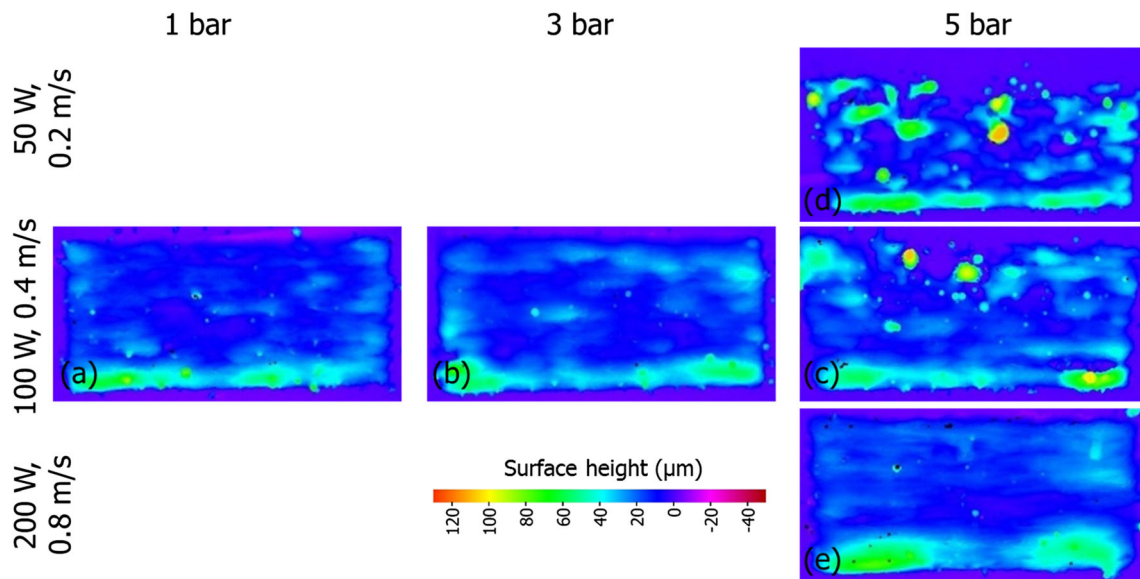 1 bar
3 bar
5 bar
50 W,
0.2 m/s
(d)
100 W, 0.4 m/s
(a)
(b)
(c)
200 W,
0.8 m/s
Surface height (µm)
120
100
80
60
40
20
0
-20
-40
(e)